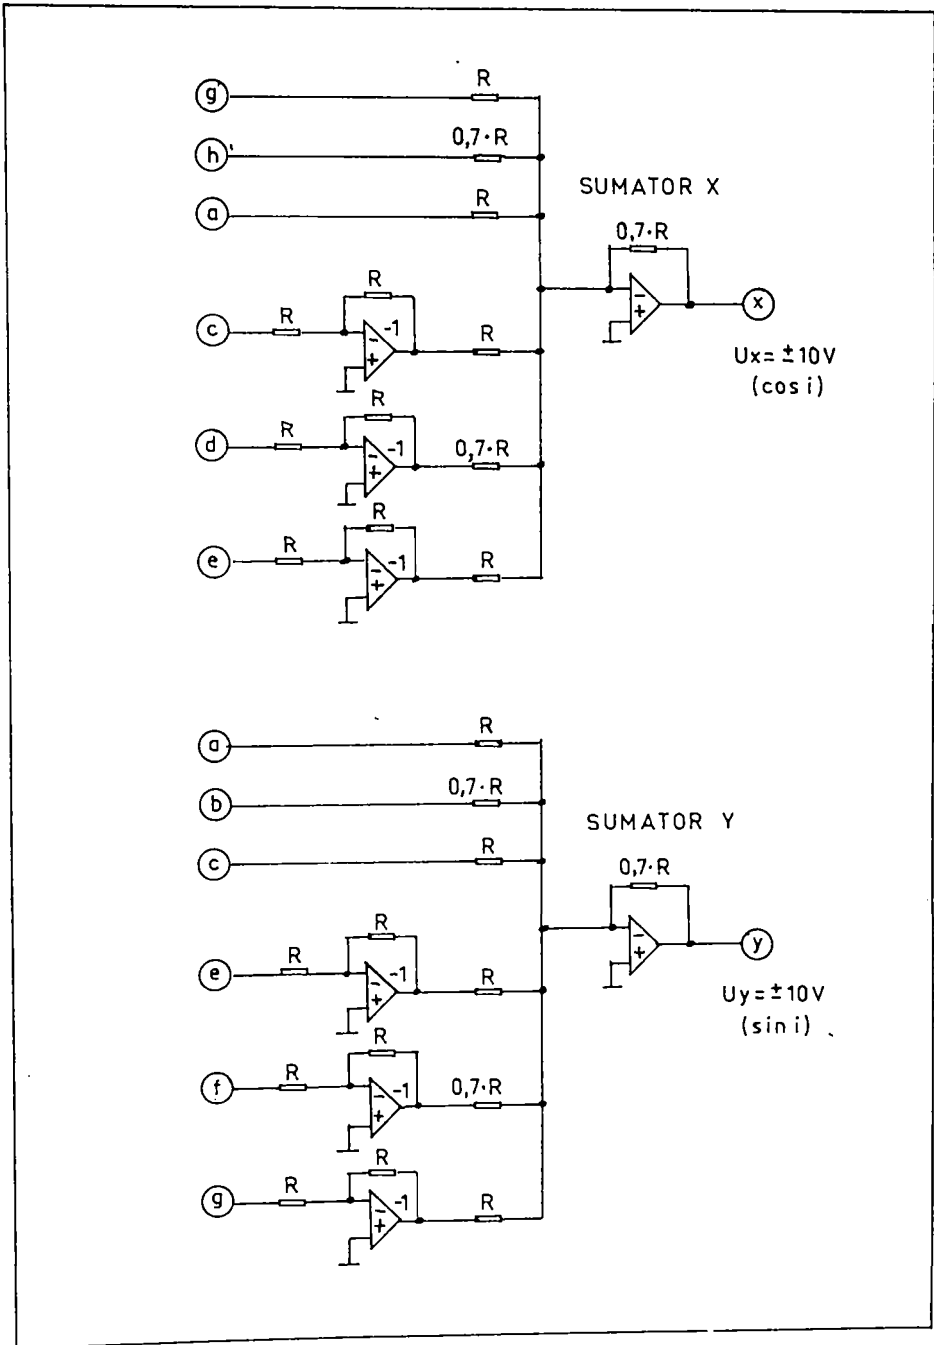 g'
R
h'
0,7·R
a
R
SUMATOR X
0,7·R
- +
x
Ux=±10V
(cos i)
c
R
R
-1
- +
R
d
R
R
-1
- +
0,7·R
e
R
R
-1
- +
R
a
R
b
0,7·R
c
R
SUMATOR Y
0,7·R
- +
y
Uy=±10V
(sin i)
e
R
R
-1
- +
R
f
R
R
-1
- +
0,7·R
g
R
R
-1
- +
R